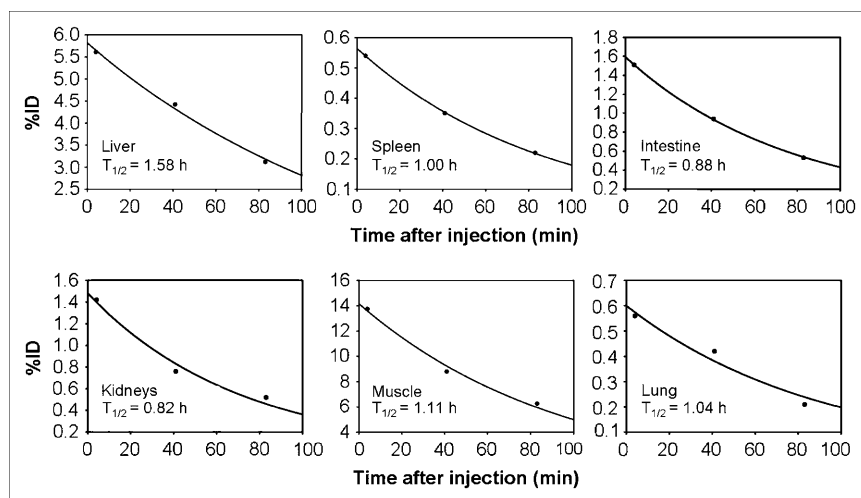 %ID
6.0
5.5
5.0
4.5
4.0
3.5
3.0
2.5
Liver
T1/2 = 1.58 h
0 20 40 60 80 100
0.6
0.5
0.4
0.3
0.2
0.1
Spleen
T1/2 = 1.00 h
0 20 40 60 80 100
1.8
1.6
1.4
1.2
1.0
0.8
0.6
0.4
0.2
Intestine
T1/2 = 0.88 h
0 20 40 60 80 100
Time after injection (min)
%ID
1.6
1.4
1.2
1.0
0.8
0.6
0.4
0.2
Kidneys
T1/2 = 0.82 h
0 20 40 60 80 100
16
14
12
10
8
6
4
Muscle
T1/2 = 1.11 h
0 20 40 60 80 100
0.7
0.6
0.5
0.4
0.3
0.2
0.1
Lung
T1/2 = 1.04 h
0 20 40 60 80 100
Time after injection (min)